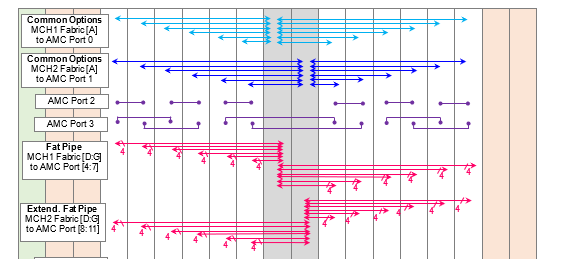 Common Options
MCH1 Fabric[A]
to AMC Port 0
Common Options
MCH2 Fabric[A]
to AMC Port 1
AMC Port 2
AMC Port 3
Fat Pipe
MCH1 Fabric[D:G]
to AMC Port [4:7]
4 4 4 4 4 4
4 4 4 4 4 4
Extend. Fat Pipe
MCH2 Fabric[D:G]
to AMC Port [8:11]
4 4 4 4 4 4
4 4 4 4 4 4